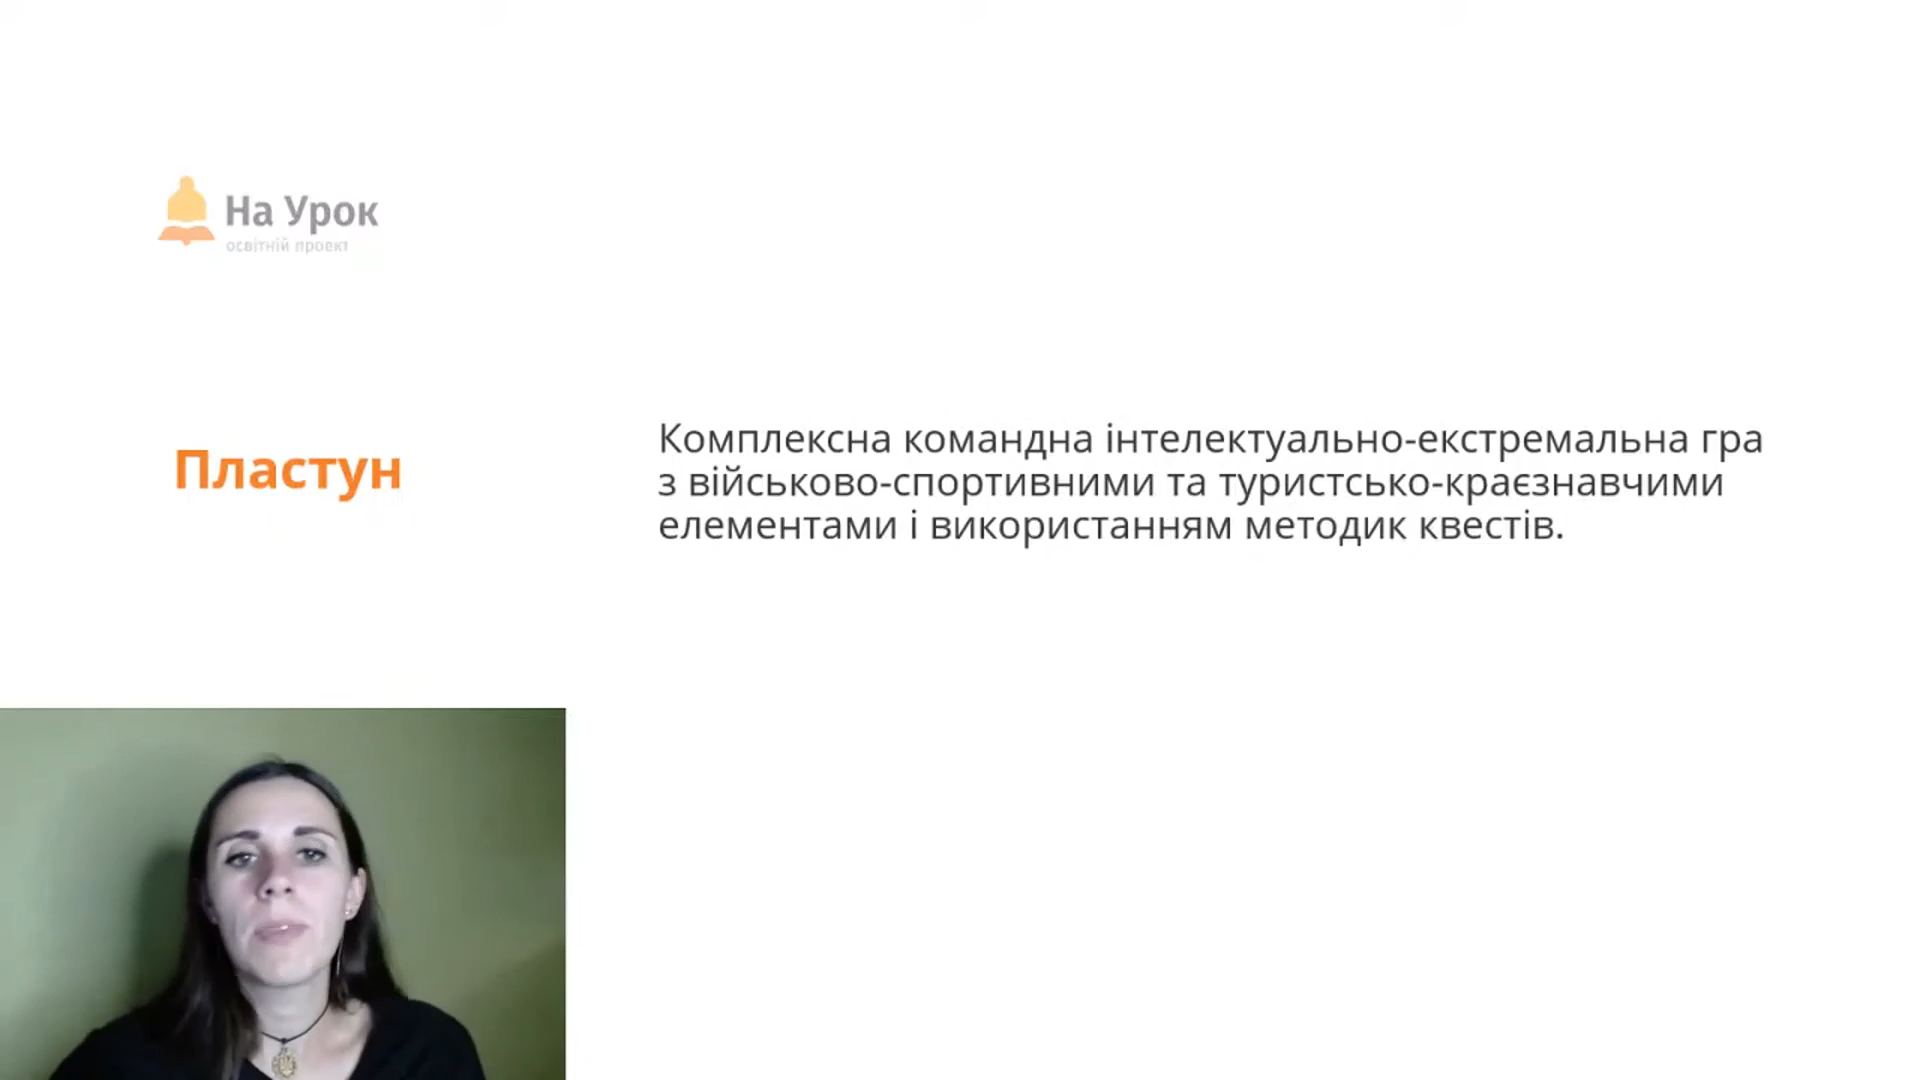 На Урок
освітній проект
Пластун
Комплексна командна інтелектуально-екстремальна гра
з військово-спортивними та туристсько-краєзнавчими
елементами і використанням методик квестів.